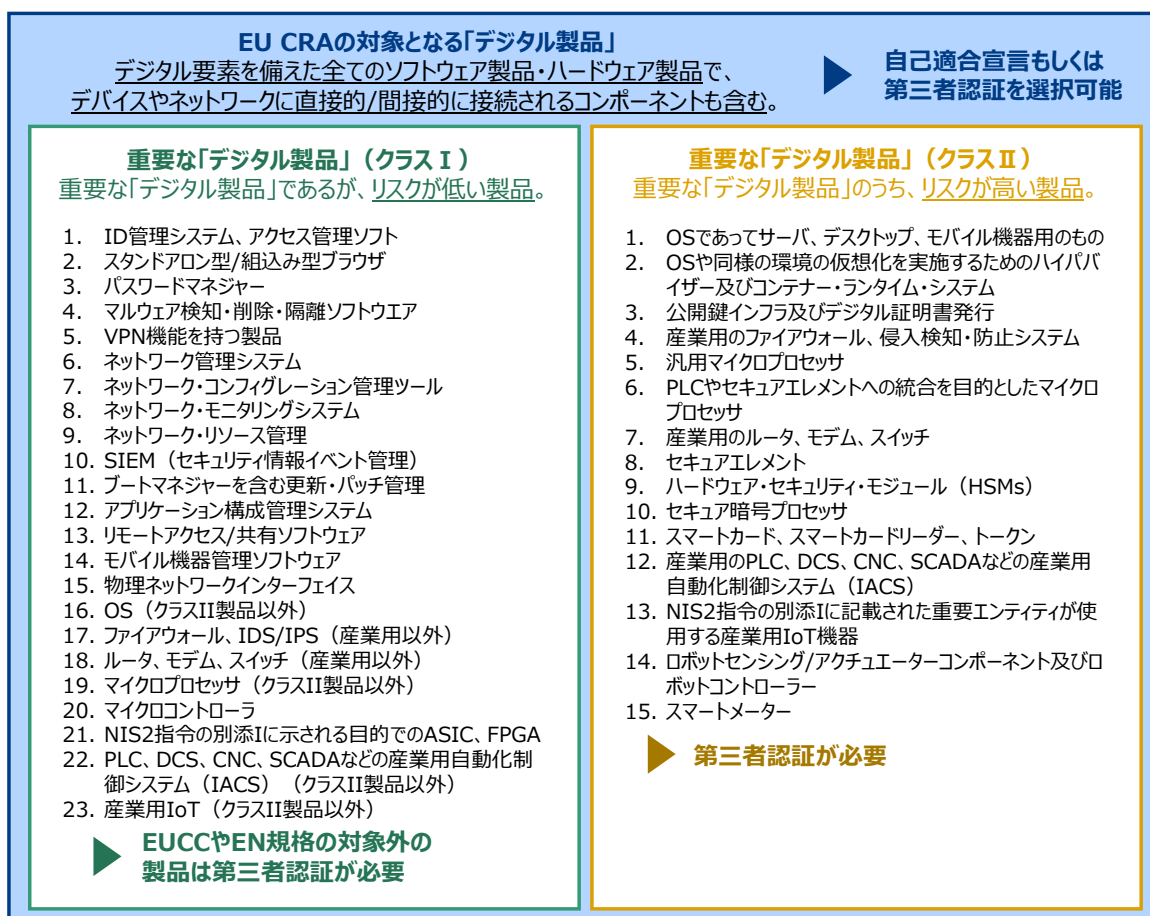 EU CRAの対象となる「デジタル製品」
デジタル要素を備えた全てのソフトウェア製品・ハードウェア製品で、
デバイスやネットワークに直接的/間接的に接続されるコンポーネントも含む。
自己適合宣言もしくは
第三者認証を選択可能
重要な「デジタル製品」（クラスⅠ）
重要な「デジタル製品」であるが、リスクが低い製品。
1. ID管理システム、アクセス管理ソフト
2. スタンドアロン型/組込み型ブラウザ
3. パスワードマネジャー
4. マルウェア検知・削除・隔離ソフトウエア
5. VPN機能を持つ製品
6. ネットワーク管理システム
7. ネットワーク・コンフィグレーション管理ツール
8. ネットワーク・モニタリングシステム
9. ネットワーク・リソース管理
10. SIEM（セキュリティ情報イベント管理）
11. ブートマネジャーを含む更新・パッチ管理
12. アプリケーション構成管理システム
13. リモートアクセス/共有ソフトウェア
14. モバイル機器管理ソフトウェア
15. 物理ネットワークインターフェイス
16. OS（クラスII製品以外）
17. ファイアウォール、IDS/IPS（産業用以外）
18. ルータ、モデム、スイッチ（産業用以外）
19. マイクロプロセッサ（クラスII製品以外）
20. マイクロコントローラ
21. NIS2指令の別添Iに示される目的でのASIC、FPGA
22. PLC、DCS、CNC、SCADAなどの産業用自動化制
御システム（IACS）（クラスII製品以外）
23. 産業用IoT（クラスII製品以外）
EUCCやEN規格の対象外の
製品は第三者認証が必要
重要な「デジタル製品」（クラスⅡ）
重要な「デジタル製品」のうち、リスクが高い製品。
1. OSであってサーバ、デスクトップ、モバイル機器用のもの
2. OSや同様の環境の仮想化を実施するためのハイパバ
イザー及びコンテナー・ランタイム・システム
3. 公開鍵インフラ及びデジタル証明書発行
4. 産業用のファイアウォール、侵入検知・防止システム
5. 汎用マイクロプロセッサ
6. PLCやセキュアエレメントへの統合を目的としたマイクロ
プロセッサ
7. 産業用のルータ、モデム、スイッチ
8. セキュアエレメント
9. ハードウェア・セキュリティ・モジュール（HSMs）
10. セキュア暗号プロセッサ
11. スマートカード、スマートカードリーダー、トークン
12. 産業用のPLC、DCS、CNC、SCADAなどの産業用
自動化制御システム（IACS）
13. NIS2指令の別添Iに記載された重要エンティティが使
用する産業用IoT機器
14. ロボットセンシング/アクチュエーターコンポーネント及びロ
ボットコントローラー
15. スマートメーター
第三者認証が必要